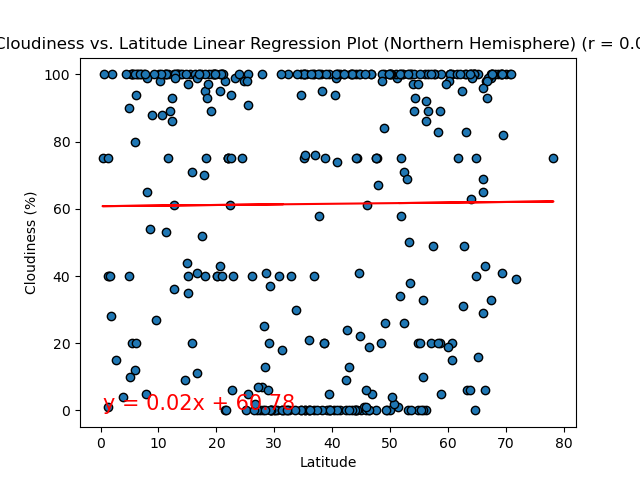 Cloudiness vs. Latitude Linear Regression Plot (Northern Hemisphere) (r = 0.0
100
80
60
40
20
0
Cloudiness (%)
y = 0.02x + 60.78
0 10 20 30 40 50 60 70 80
Latitude